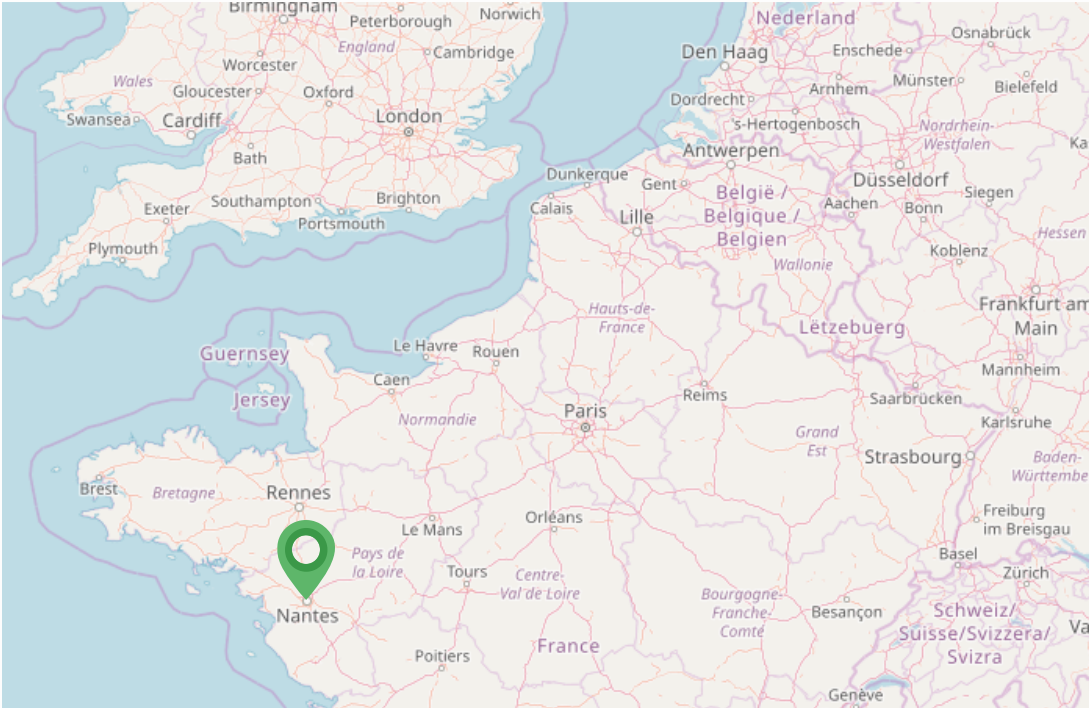 Birmingham
Peterborough
Norwich
Nederland
England
Cambridge
Den Haag
Enschede
Osnabrück
Worcester
Wales
Gloucester
Oxford
Arnhem
Münster
Bielefeld
Swansea
Cardiff
London
Dordrecht
's-Hertogenbosch
Nordrhein-
Westfalen
Ka
Bath
Antwerpen
Dunkerque
Gent
Düsseldorf
België /
Belgique /
Belgien
Siegen
Exeter
Southampton
Brighton
Portsmouth
Calais
Lille
Aachen
Bonn
Hessen
Plymouth
Koblenz
Wallonie
Frankfurt am
Main
Hauts-de-
France
Lëtzebuerg
Guernsey
Le Havre
Rouen
Mannheim
Caen
Jersey
Reims
Saarbrücken
Paris
Normandie
Karlsruhe
Grand
Est
Strasbourg
Baden-
Württembe
Brest
Bretagne
Rennes
Le Mans
Orléans
Freiburg
im Breisgau
Pays de
la Loire
Basel
Zürich
Tours
Centre-
Val de Loire
Bourgogne-
Franche-
Comté
Besançon
Nantes
Schweiz/
Suisse/Svizzera/
Svizra
Va
France
Poitiers
Genève